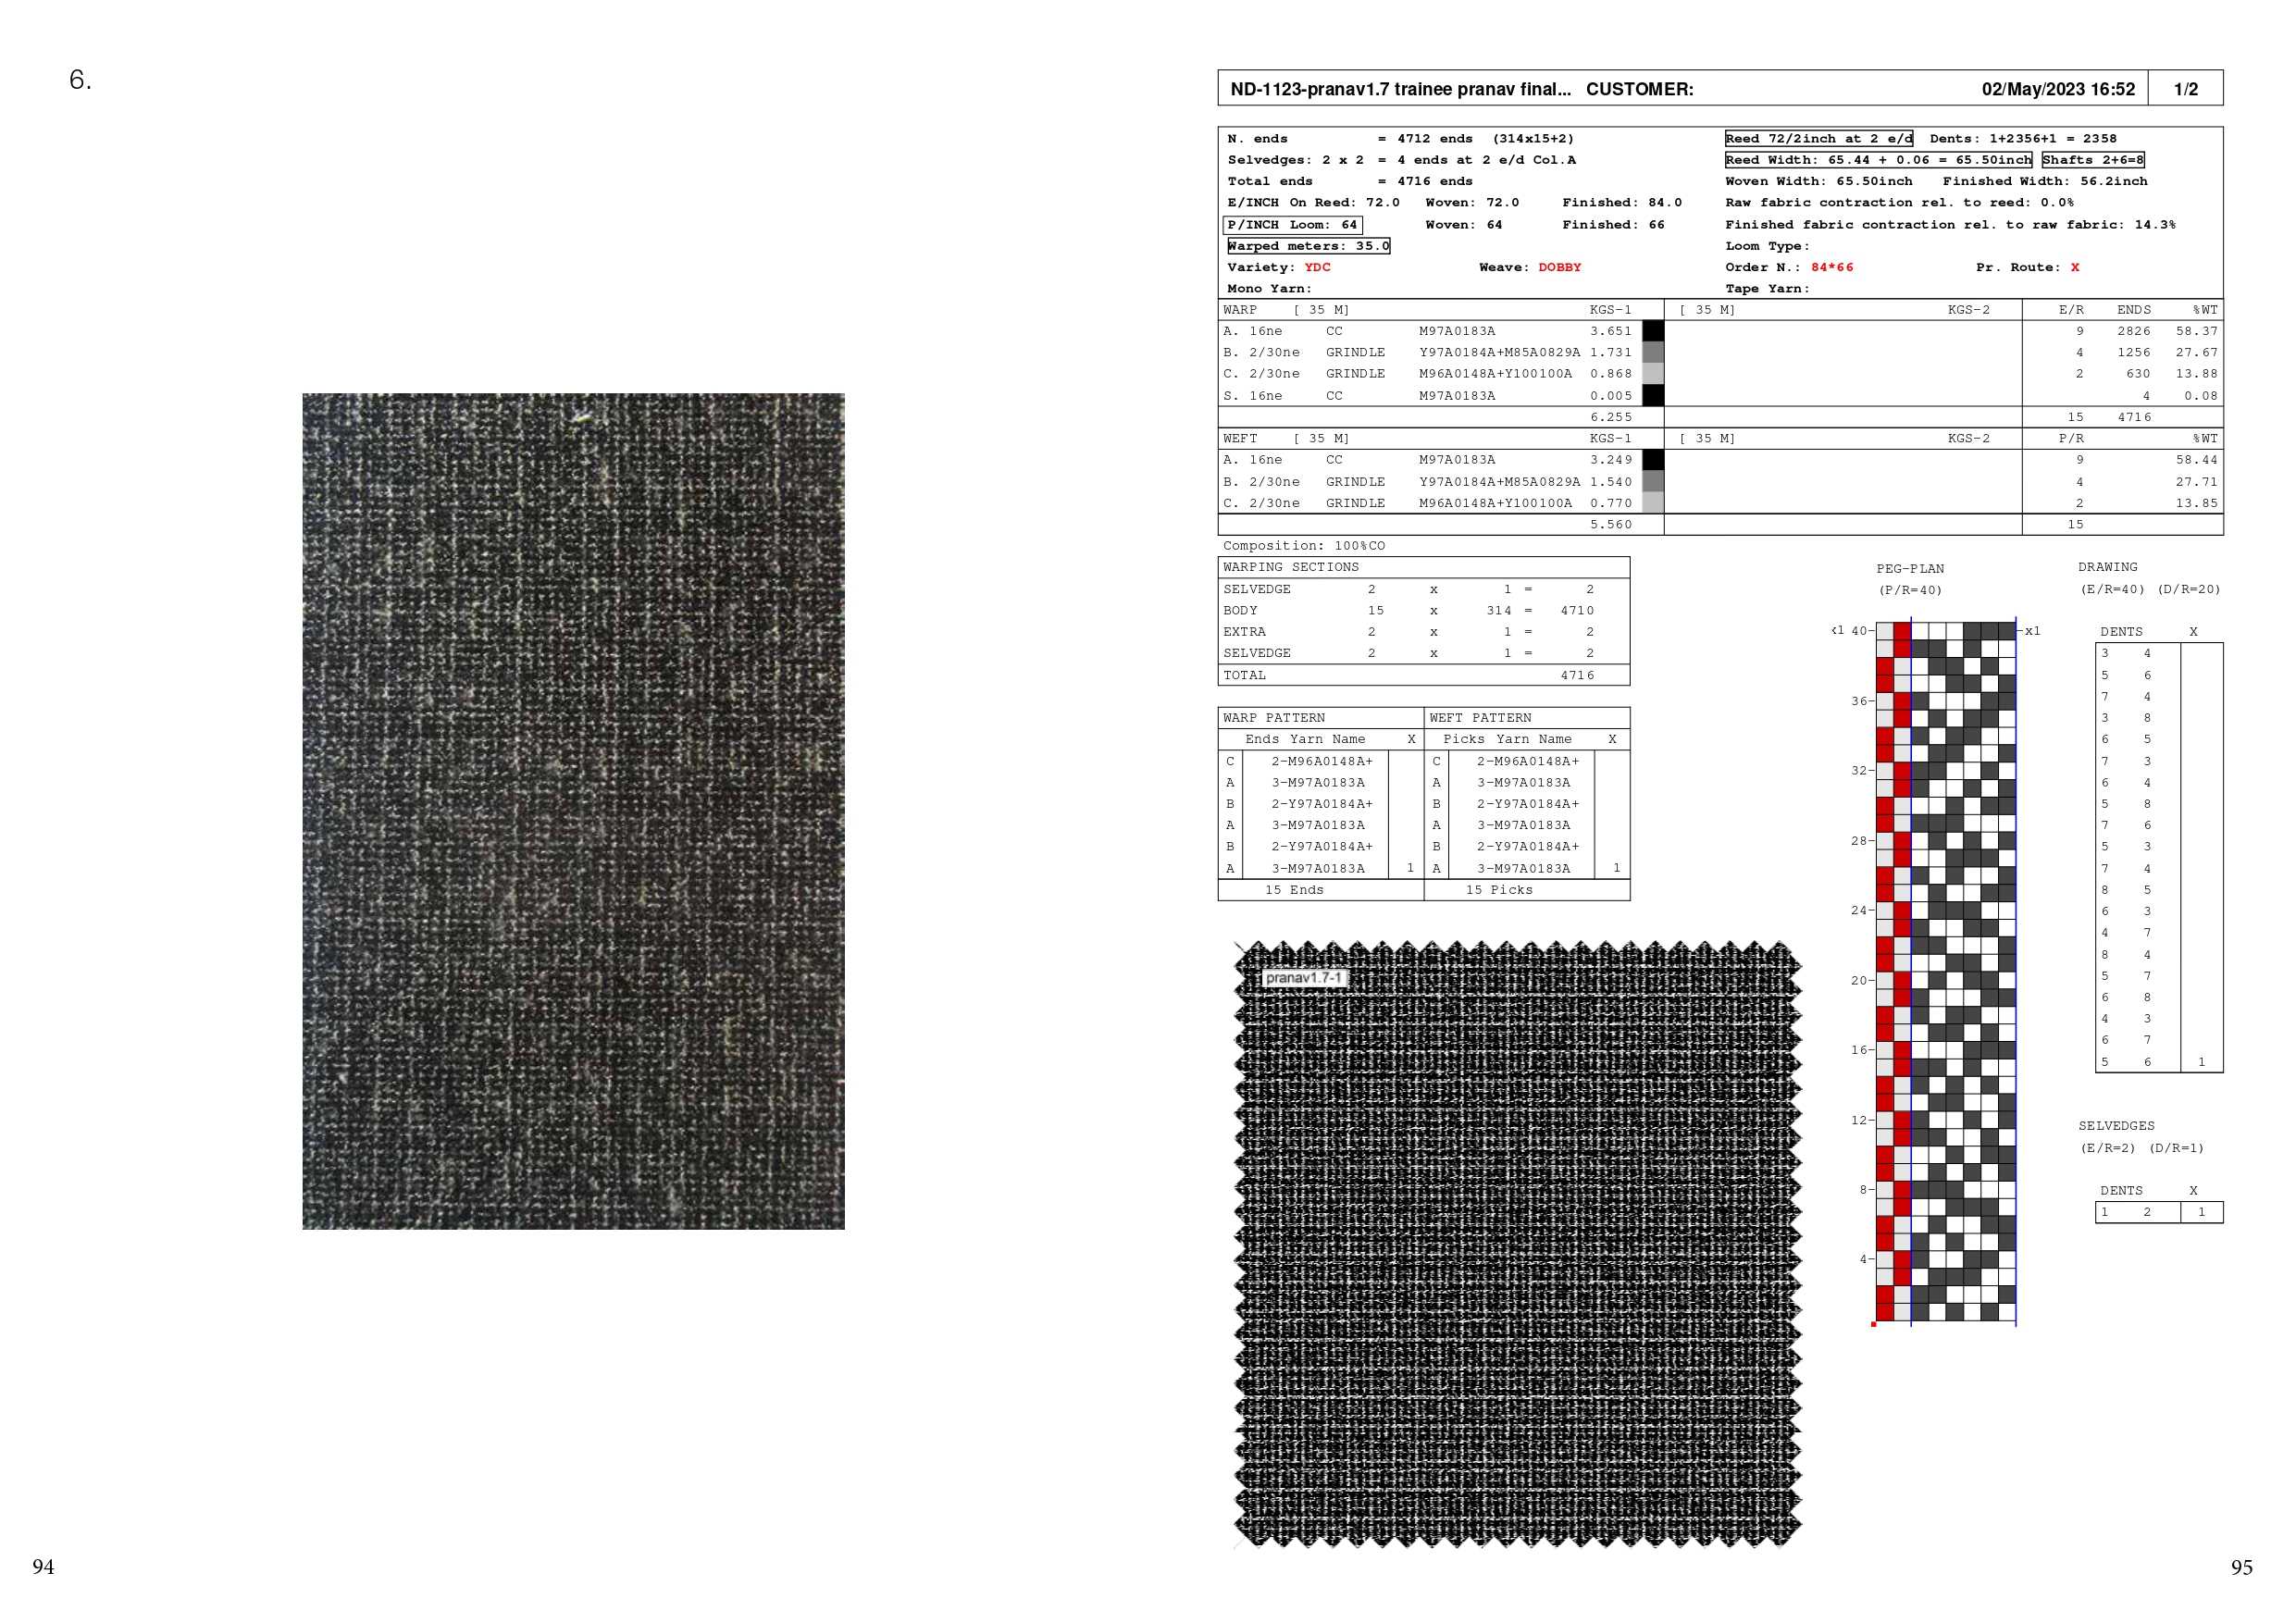 6.
ND-1123-pranav1.7 trainee pranav final... CUSTOMER: 02/May/2023 16:52 1/2
N. ends = 4712 ends (314x15+2) Reed 72/2inch at 2 e/d Dents: 1+2356+1 = 2358
Selvedges: 2 x 2 = 4 ends at 2 e/d Col.A Reed Width: 65.44 + 0.06 = 65.50inch Shafts 2+6=8
Total ends = 4716 ends Woven Width: 65.50inch Finished Width: 56.2inch
E/INCH On Reed: 72.0 Woven: 72.0 Finished: 84.0 Raw fabric contraction rel. to reed: 0.0%
P/INCH Loom: 64 Woven: 64 Finished: 66 Finished fabric contraction rel. to raw fabric: 14.3%
Warped meters: 35.0 Loom Type:
Variety: YDC Weave: DOBBY Order N.: 84*66 Pr. Route: X
Mono Yarn: Tape Yarn:
WARP [ 35 M] KGS-1 [ 35 M] KGS-2 E/R ENDS %WT
A. 16ne CC M97A0183A 3.651 9 2826 58.37
B. 2/30ne GRINDLE Y97A0184A+M85A0829A 1.731 4 1256 27.67
C. 2/30ne GRINDLE M96A0148A+Y100100A 0.868 2 630 13.88
S. 16ne CC M97A0183A 0.005 4 0.08
6.255 15 4716
WEFT [ 35 M] KGS-1 [ 35 M] KGS-2 P/R %WT
A. 16ne CC M97A0183A 3.249 9 58.44
B. 2/30ne GRINDLE Y97A0184A+M85A0829A 1.540 4 27.71
C. 2/30ne GRINDLE M96A0148A+Y100100A 0.770 2 13.85
5.560 15
Composition: 100%CO
WARPING SECTIONS
SELVEDGE 2 x 1 = 2
BODY 15 x 314 = 4710
EXTRA 2 x 1 = 2
SELVEDGE 2 x 1 = 2
TOTAL 4716
WARP PATTERN WEFT PATTERN
Ends Yarn Name X Picks Yarn Name X
C 2-M96A0148A+ C 2-M96A0148A+
A 3-M97A0183A A 3-M97A0183A
B 2-Y97A0184A+ B 2-Y97A0184A+
A 3-M97A0183A A 3-M97A0183A
B 2-Y97A0184A+ B 2-Y97A0184A+
A 3-M97A0183A 1 A 3-M97A0183A 1
15 Ends 15 Picks
pranav1.7-1
PEG-PLAN
(P/R=40)
x1 40 x1
36
32
28
24
20
16
12
8
4
DRAWING
(E/R=40) (D/R=20)
DENTS X
3 4
5 6
7 4
3 8
6 5
7 3
6 4
5 8
7 6
5 3
7 4
8 5
6 3
4 7
8 4
5 7
6 8
4 3
6 7
5 6 1
SELVEDGES
(E/R=2) (D/R=1)
DENTS X
1 2 1
94
95